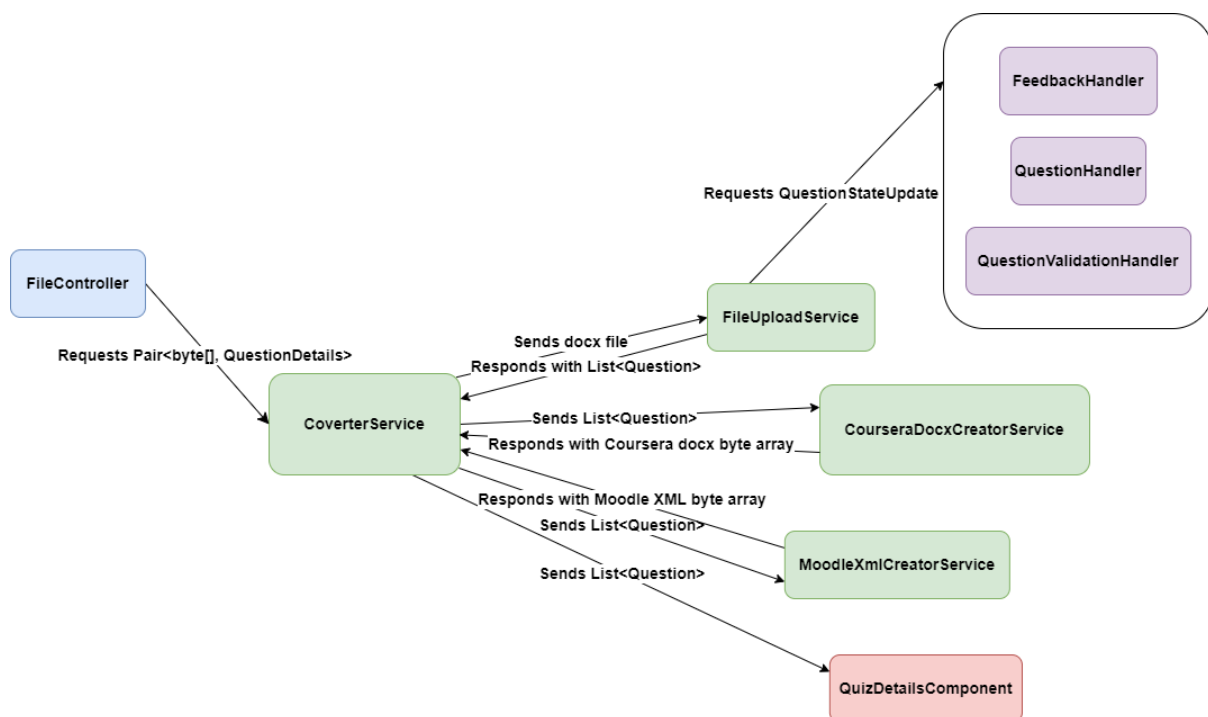 FeedbackHandler
QuestionHandler
Requests QuestionStateUpdate
QuestionValidationHandler
FileController
FileUploadService
Sends docx file
Requests Pair<byte[], QuestionDetails>
Responds with List<Question>
Sends List<Question>
CoverterService
CourseraDocxCreatorService
Responds with Coursera docx byte array
Responds with Moodle XML byte array
Sends List<Question>
MoodleXmlCreatorService
Sends List<Question>
QuizDetailsComponent